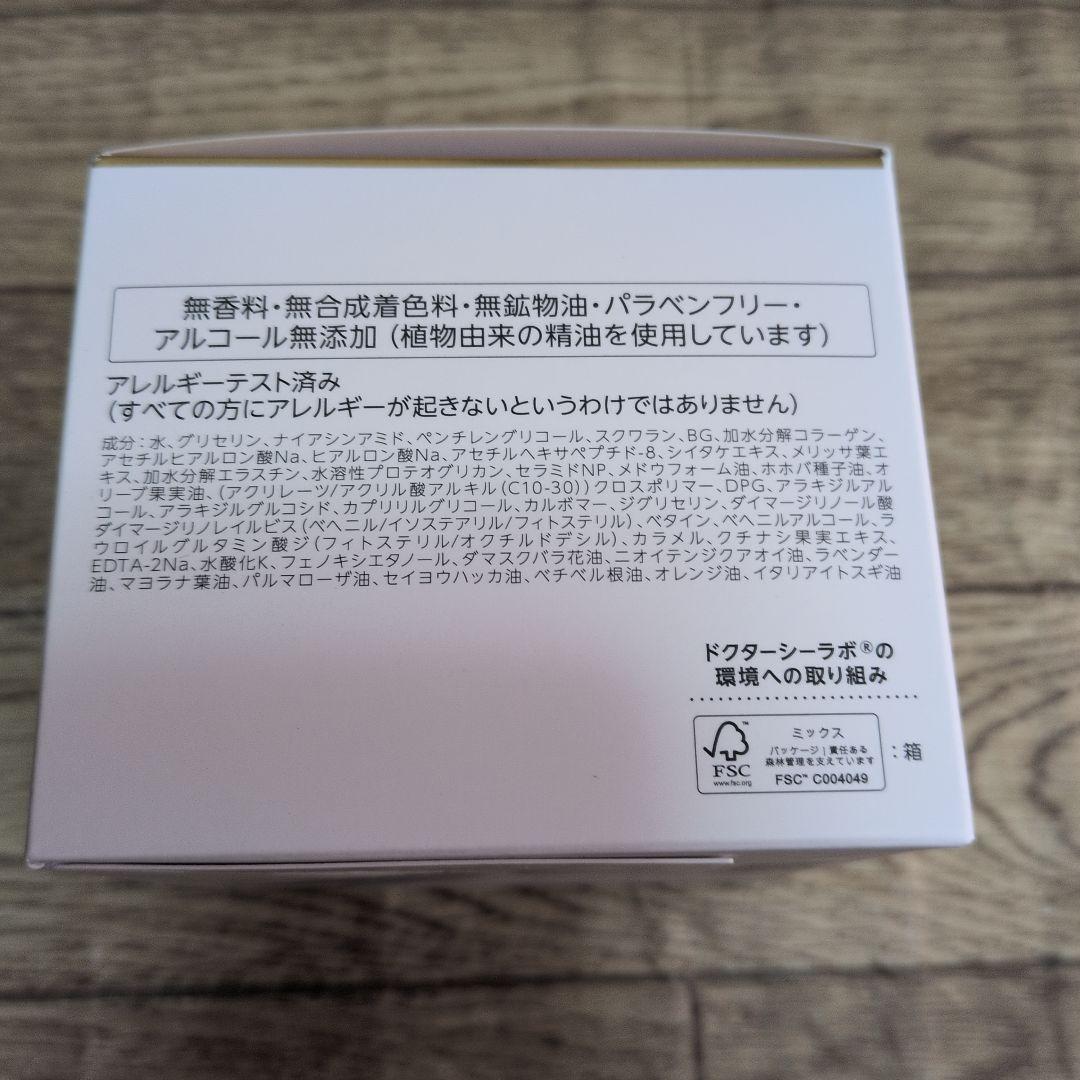 無香料・無合成着色料・無鉱物油・パラベンフリー・
アルコール無添加（植物由来の精油を使用しています）
アレルギーテスト済み
（すべての方にアレルギーが起きないというわけではありません）
成分：水、グリセリン、ナイアシンアミド、ペンチレングリコール、スクワラン、BG、加水分解コラーゲン、
アセチルヒアルロン酸Na、ヒアルロン酸Na、アセチルヘキサペプチド-8、シイタケエキス、メリッサ葉エ
キス、加水分解エラスチン、水溶性プロテオグリカン、セラミドNP、メドウフォーム油、ホホバ種子油、オ
リーブ果実油、（アクリレーツ/アクリル酸アルキル（C10-30））クロスポリマー、DPG、アラキジルアル
コール、アラキジルグルコシド、カプリリルグリコール、カルボマー、ジグリセリン、ダイマージリノール酸
ダイマージリノレイルビス（ベヘニル/イソステアリル/フィトステリル）、ベタイン、ベヘニルアルコール、ラ
ウロイルグルタミン酸ジ（フィトステリル/オクチルドデシル）、カラメル、クチナシ果実エキス、
EDTA-2Na、水酸化K、フェノキシエタノール、ダマスクバラ花油、ニオイテンジクアオイ油、ラベンダー
油、マヨラナ葉油、パルマローザ油、セイヨウハッカ油、ベチベル根油、オレンジ油、イタリアイトスギ油
ドクターシーラボ®の
環境への取り組み
FSC
www.fsc.org
ミックス
パッケージ|責任ある
森林管理を支えています
FSC™ C004049
：箱